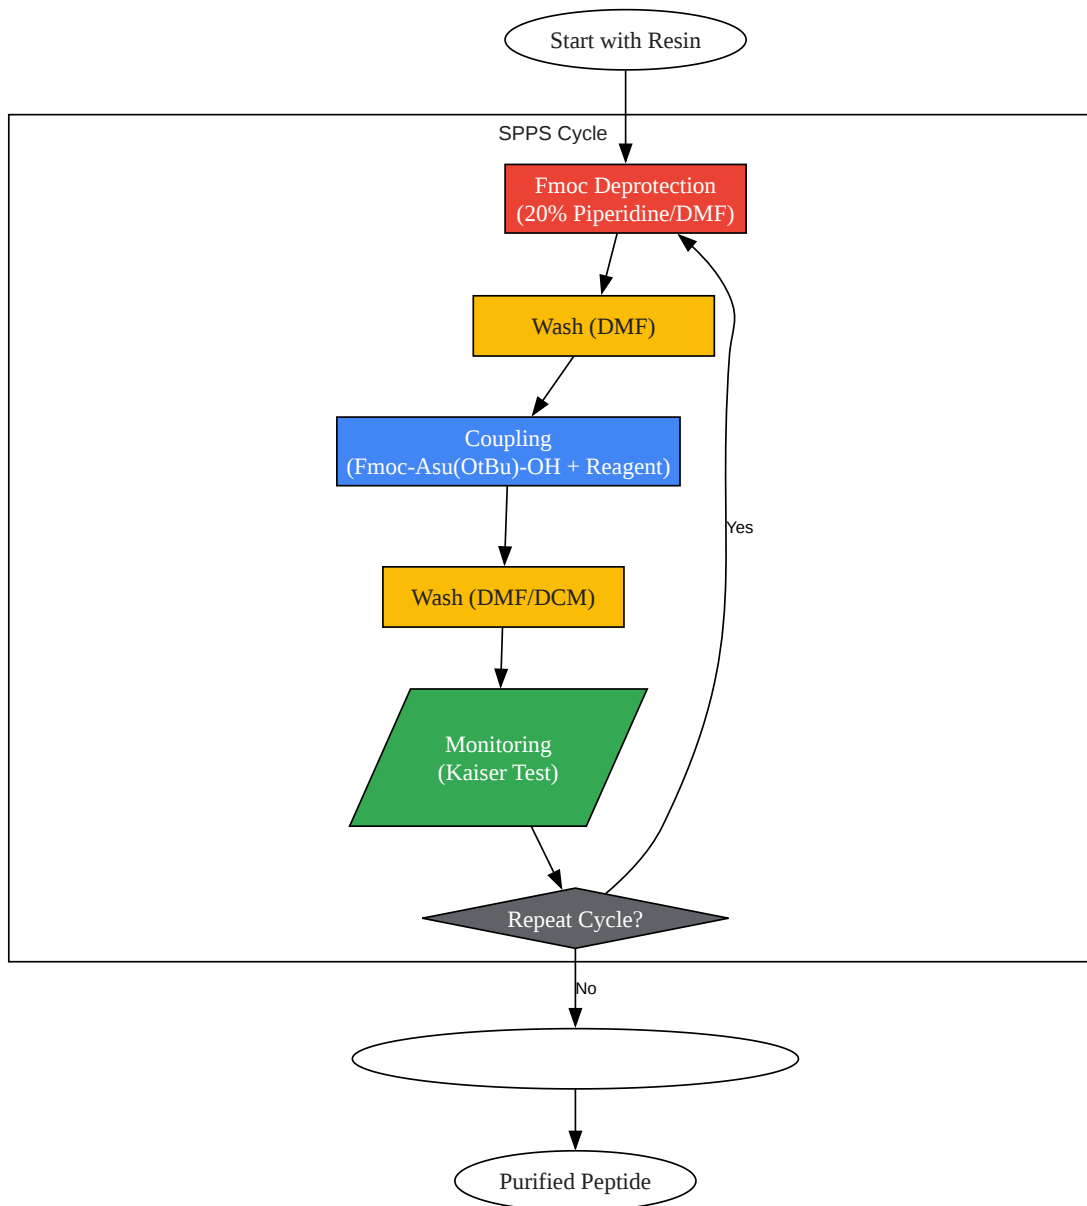 Start with Resin
SPPS Cycle
Fmoc Deprotection
(20% Piperidine/DMF)
Wash (DMF)
Coupling
(Fmoc-Asu(OtBu)-OH + Reagent)
Yes
Wash (DMF/DCM)
Monitoring
(Kaiser Test)
Repeat Cycle?
No
Purified Peptide